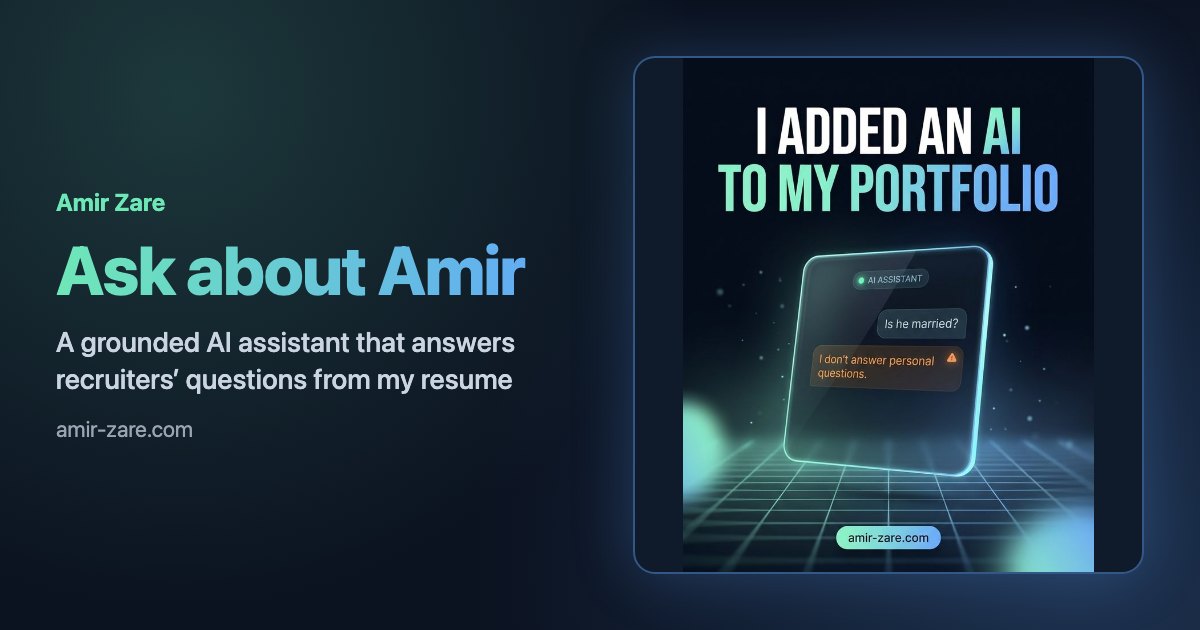 Amir Zare
Ask about Amir
A grounded AI assistant that answers
recruiters’ questions from my resume
amir-zare.com
I ADDED AN AI
TO MY PORTFOLIO
AI ASSISTANT
Is he married?
I don't answer personal
questions.
amir-zare.com